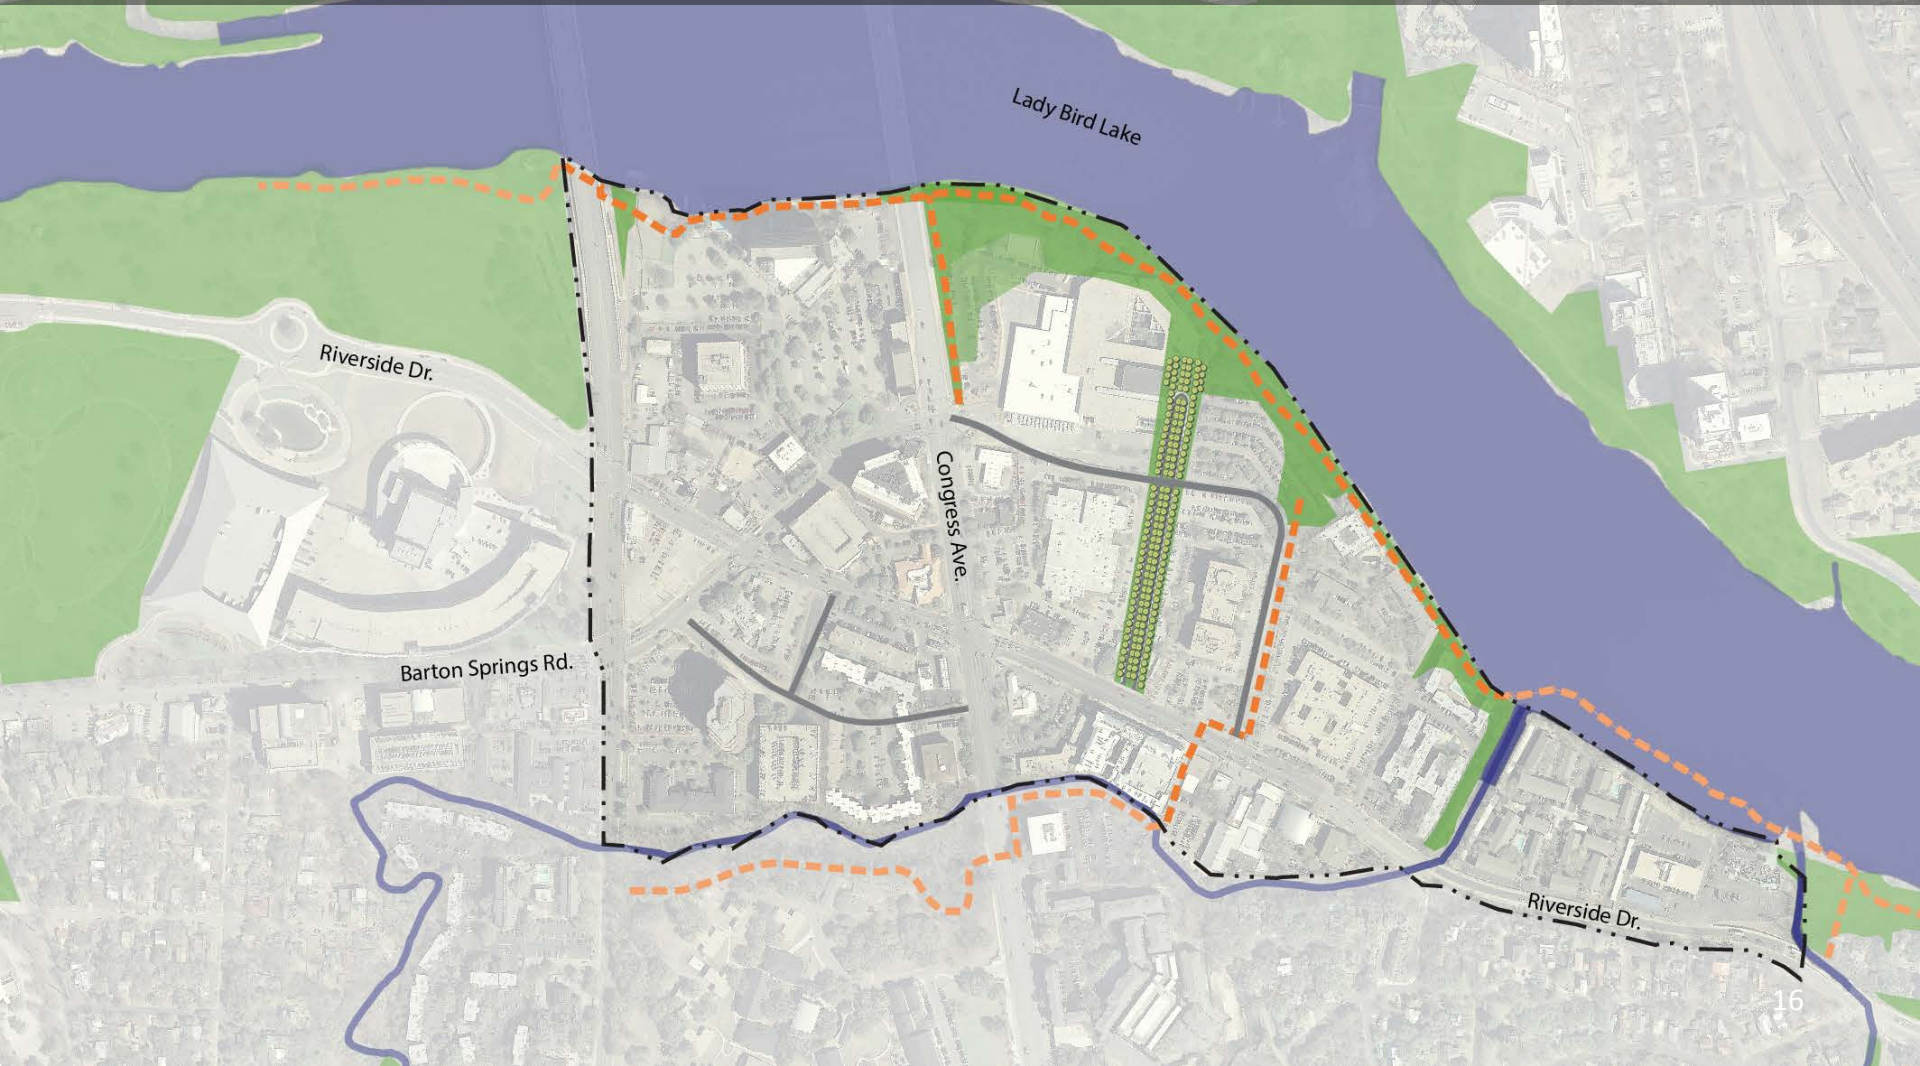 Lady Bird Lake
Riverside Dr.
Congress Ave.
Barton Springs Rd.
Riverside Dr.
16